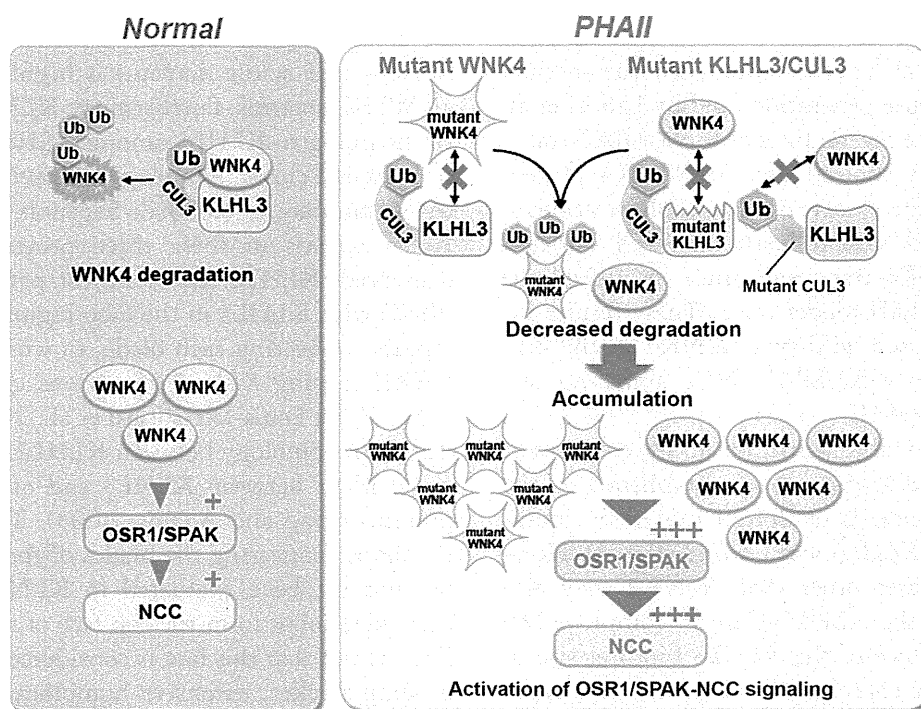 Normal
Ub
Ub
Ub
WNK4
Ub
WNK4
CUL3
KLHL3
WNK4 degradation
WNK4
WNK4
WNK4
+
OSR1/SPAK
+
NCC
PHAII
Mutant WNK4
mutant
WNK4
Ub
CUL3
KLHL3
Mutant KLHL3/CUL3
WNK4
Ub
CUL3
mutant
KLHL3
WNK4
Ub
KLHL3
Mutant CUL3
Ub
Ub
Ub
mutant
WNK4
WNK4
Decreased degradation
Accumulation
mutant
WNK4
mutant
WNK4
mutant
WNK4
mutant
WNK4
mutant
WNK4
mutant
WNK4
WNK4
WNK4
WNK4
WNK4
WNK4
WNK4
+++
OSR1/SPAK
+++
NCC
Activation of OSR1/SPAK-NCC signaling